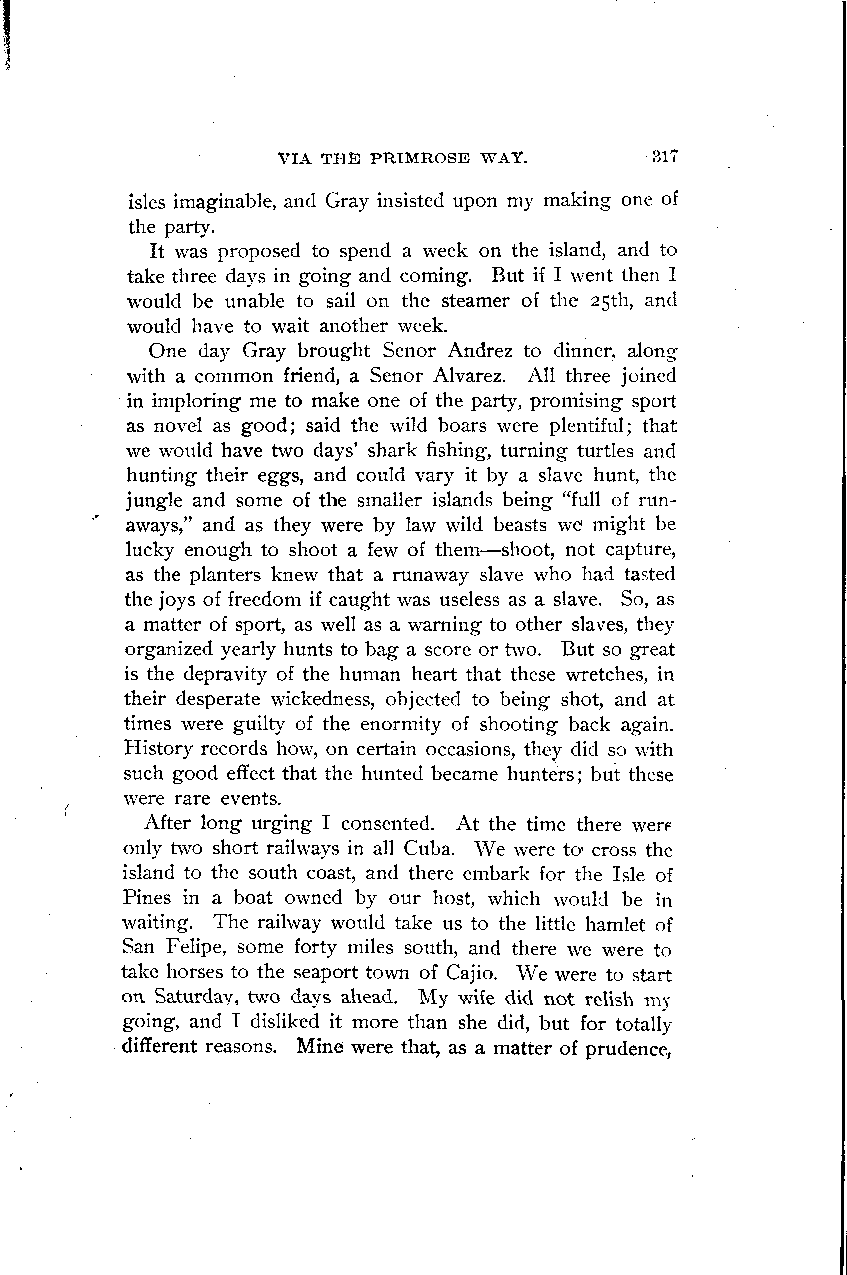 VIA THE PRIMROSE WAY. 317
isles imaginable, and Gray insisted upon my making one of
the party.
It was proposed to spend a week on the island, and to
take three days in going and coming. But if I went then I
would be unable to sail on the steamer of the 25th, and
would have to wait another week.
One day Gray brought Senor Andrez to dinner, along
with a common friend, a Senor Alvarez. All three joined
in imploring me to make one of the party, promising sport
as novel as good; said the wild boars were plentiful; that
we would have two days' shark fishing, turning turtles and
hunting their eggs, and could vary it by a slave hunt, the
jungle and some of the smaller islands being "full of run-
aways," and as they were by law wild beasts we might be
lucky enough to shoot a few of them—shoot, not capture,
as the planters knew that a runaway slave who had tasted
the joys of freedom if caught was useless as a slave. So, as
a matter of sport, as well as a warning to other slaves, they
organized yearly hunts to bag a score or two. But so great
is the depravity of the human heart that these wretches, in
their desperate wickedness, objected to being shot, and at
times were guilty of the enormity of shooting back again.
History records how, on certain occasions, they did so with
such good effect that the hunted became hunters; but these
were rare events.
After long urging I consented. At the time there were
only two short railways in all Cuba. We were to cross the
island to the south coast, and there embark for the Isle of
Pines in a boat owned by our host, which would be in
waiting. The railway would take us to the little hamlet of
San Felipe, some forty miles south, and there we were to
take horses to the seaport town of Cajio. We were to start
on Saturday, two days ahead. My wife did not relish my
going, and I disliked it more than she did, but for totally
different reasons. Mine were that, as a matter of prudence,